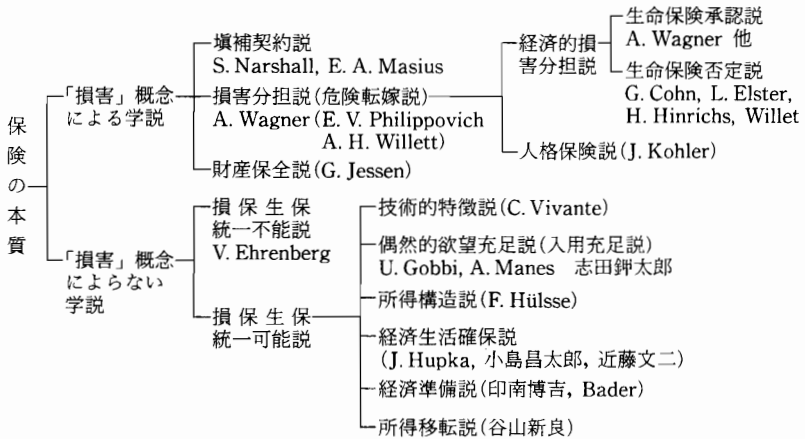 保険の本質
「損害」概念
による学説
塡補契約説
S. Narshall, E. A. Masius
損害分担説(危険転嫁説)
A. Wagner(E. V. Philippovich
A. H. Willett)
財産保全説(G. Jessen)
経済的損
害分担説
生命保険承認説
A. Wagner 他
生命保険否定説
G. Cohn, L. Elster,
H. Hinrichs, Willet
人格保険説(J. Kohler)
「損害」概念
によらない
学説
損保生保
統一不能説
V. Ehrenberg
損保生保
統一可能説
技術的特徴説(C. Vivante)
偶然的欲望充足説(入用充足説)
U. Gobbi, A. Manes 志田鉀太郎
所得構造説(F. Hülsse)
経済生活確保説
(J. Hupka, 小島昌太郎, 近藤文二)
経済準備説(印南博吉, Bader)
所得移転説(谷山新良)